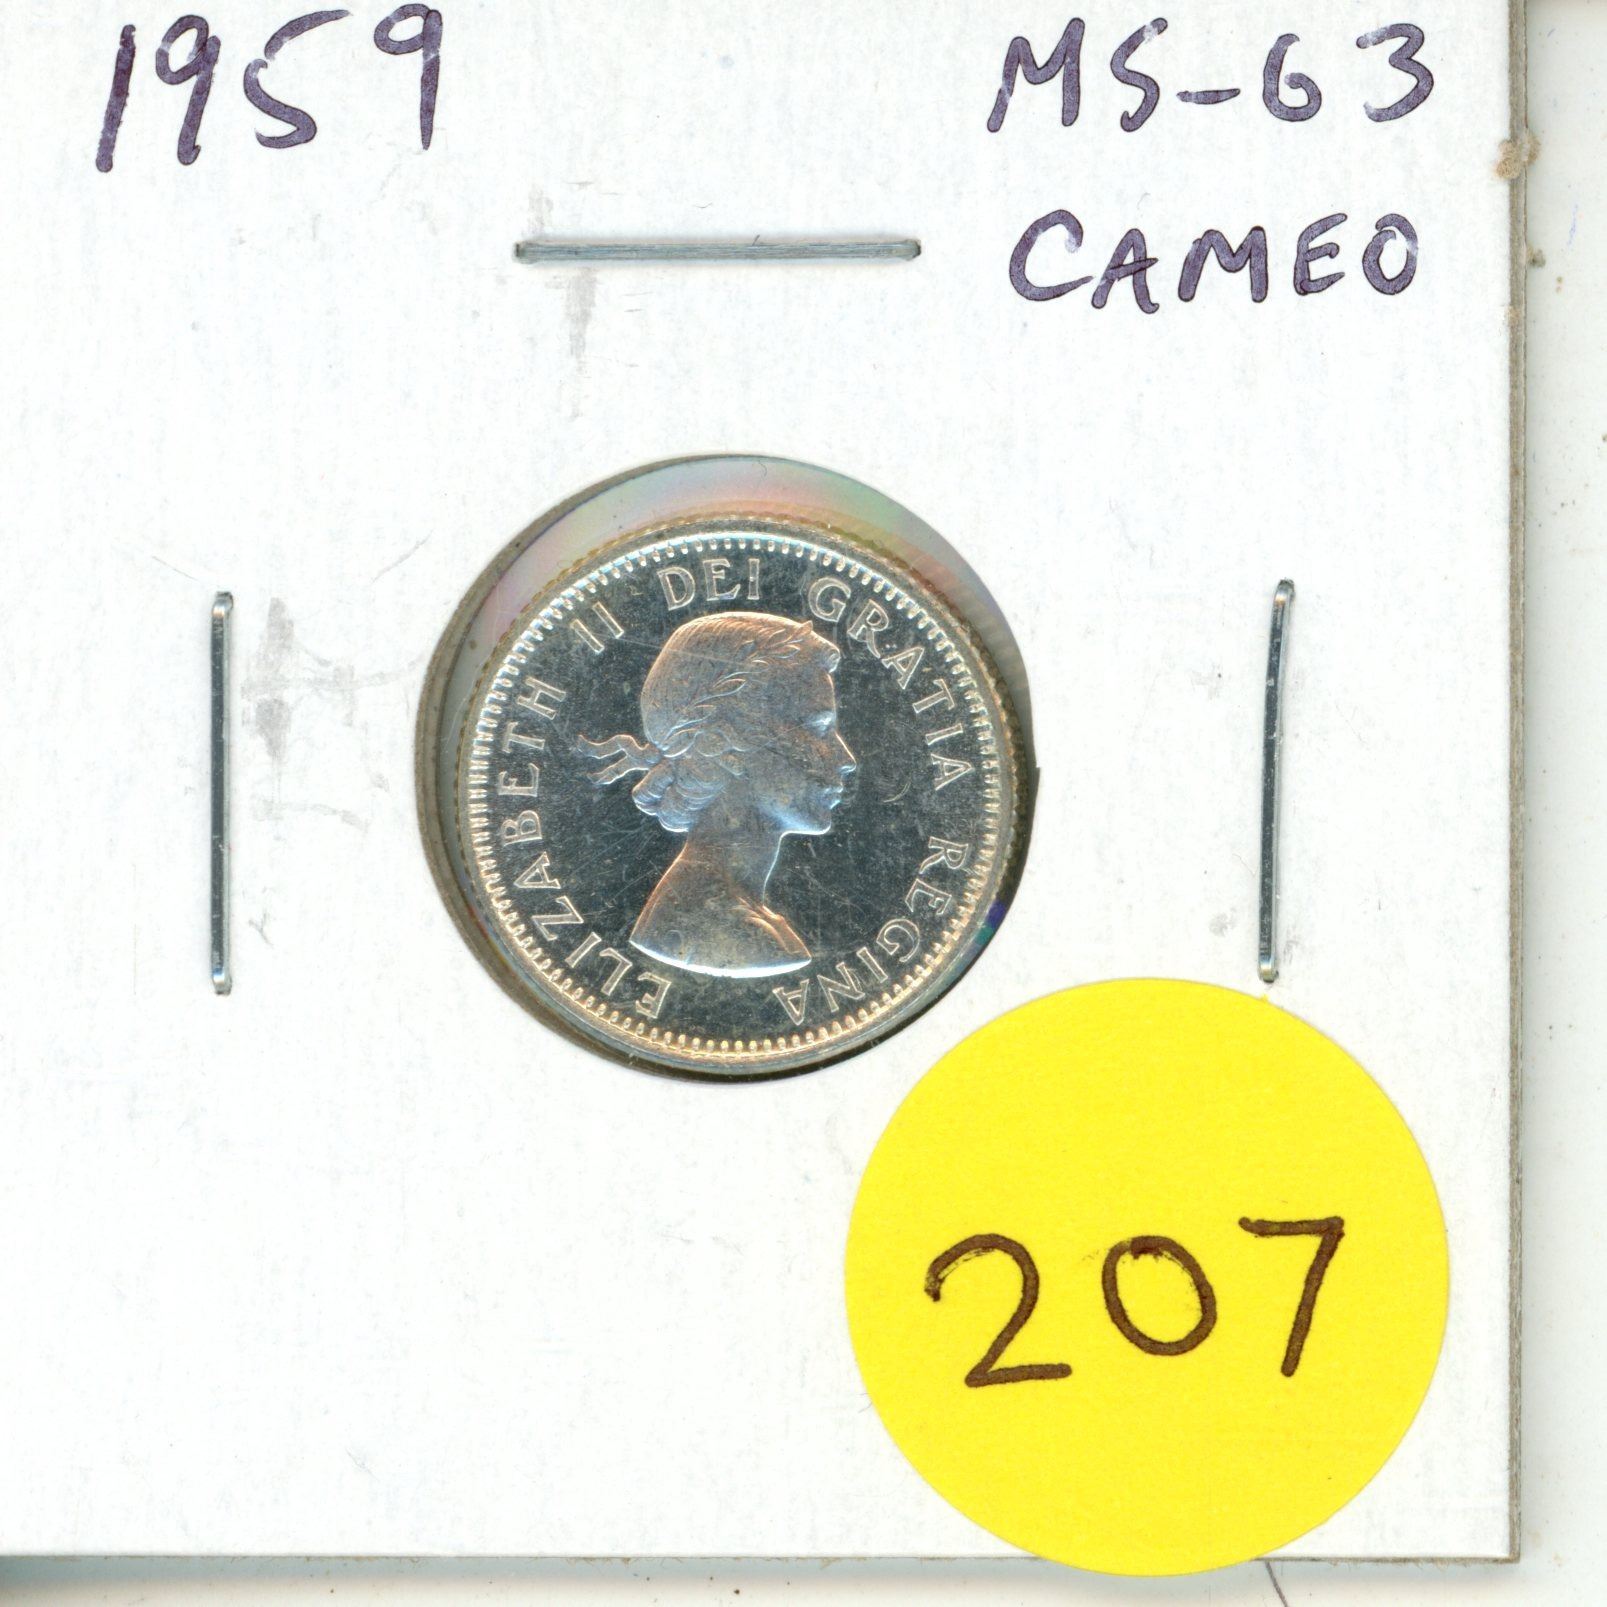 1959
MS-63
CAMEO
ELIZABETH II DEI GRATIA REGINA
207